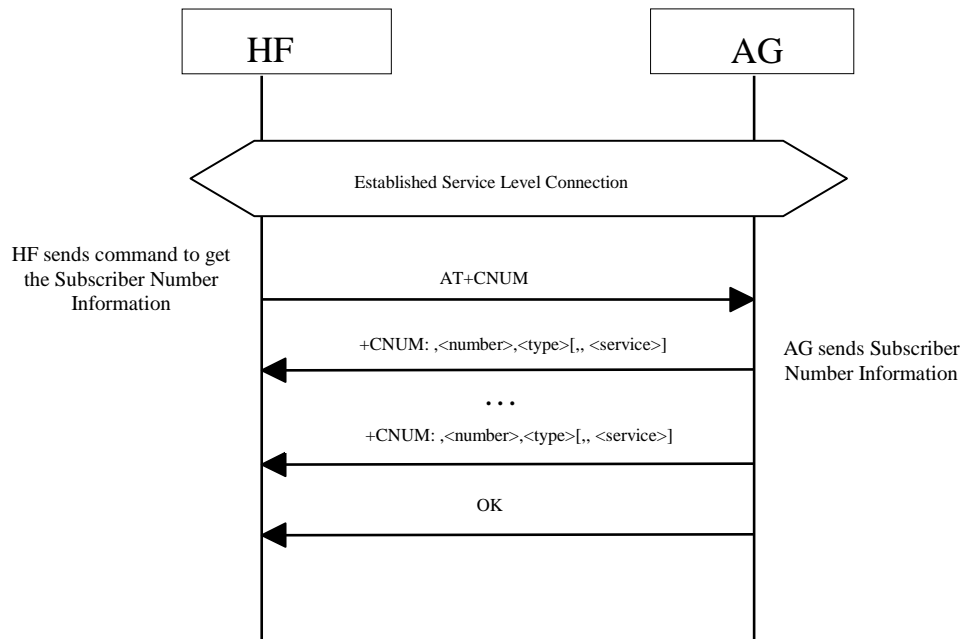 HF
AG
Established Service Level Connection
HF sends command to get
the Subscriber Number
Information
AT+CNUM
+CNUM: ,<number>,<type>[,, <service>]
AG sends Subscriber
Number Information
...
+CNUM: ,<number>,<type>[,, <service>]
OK